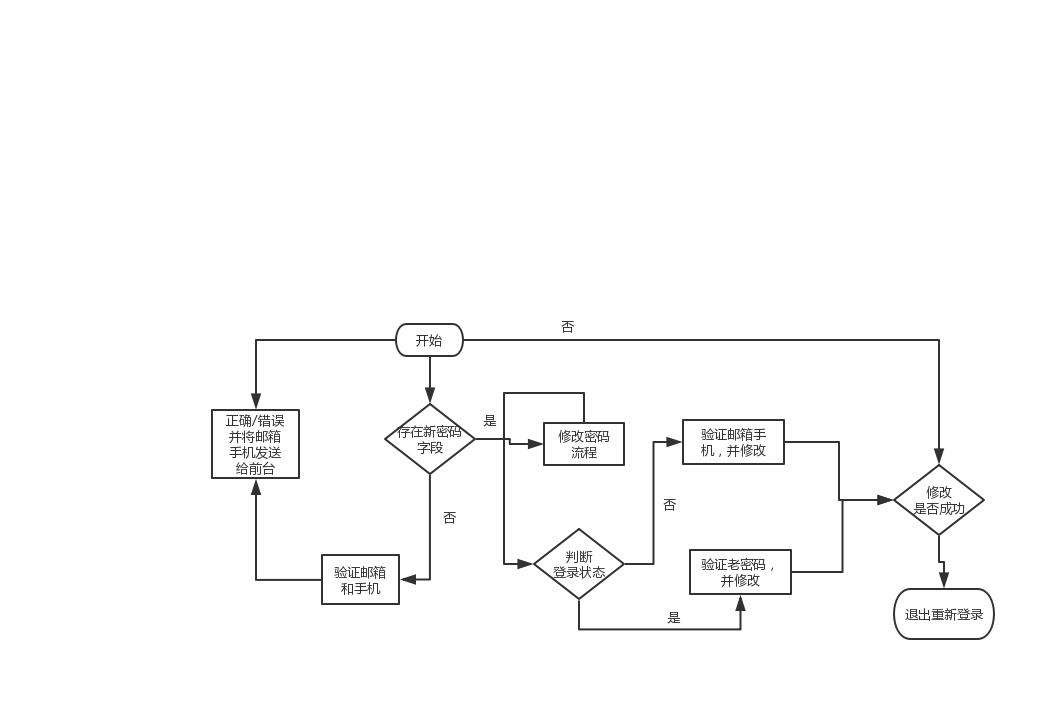 否
开始
正确/错误
并将邮箱
手机发送
给前台
是
存在新密码
字段
修改密码
流程
验证邮箱手
机，并修改
否
修改
是否成功
否
验证邮箱
和手机
判断
登录状态
验证老密码，
并修改
是
退出重新登录